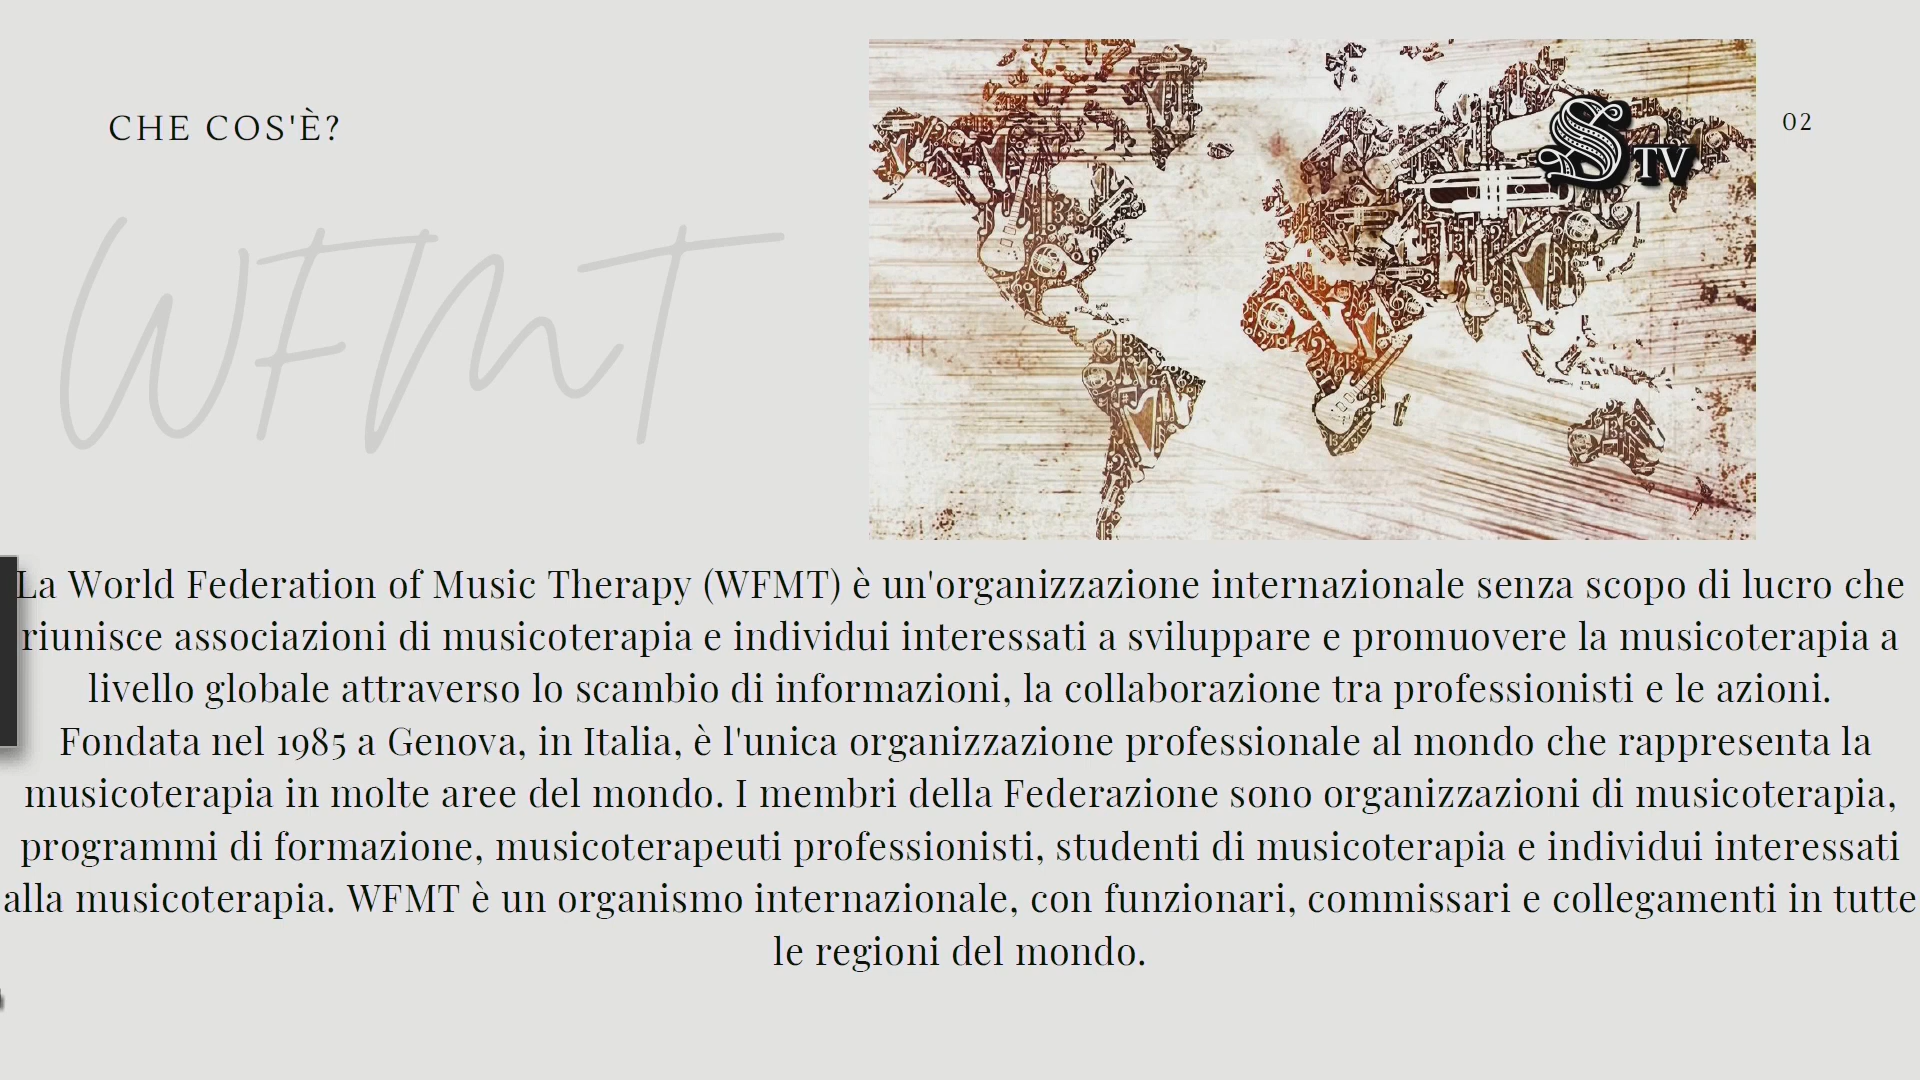 CHE COS'È?
02
WFMT
STV
La World Federation of Music Therapy (WFMT) è un'organizzazione internazionale senza scopo di lucro che
riunisce associazioni di musicoterapia e individui interessati a sviluppare e promuovere la musicoterapia a
livello globale attraverso lo scambio di informazioni, la collaborazione tra professionisti e le azioni.
Fondata nel 1985 a Genova, in Italia, è l'unica organizzazione professionale al mondo che rappresenta la
musicoterapia in molte aree del mondo. I membri della Federazione sono organizzazioni di musicoterapia,
programmi di formazione, musicoterapeuti professionisti, studenti di musicoterapia e individui interessati
alla musicoterapia. WFMT è un organismo internazionale, con funzionari, commissari e collegamenti in tutte
le regioni del mondo.